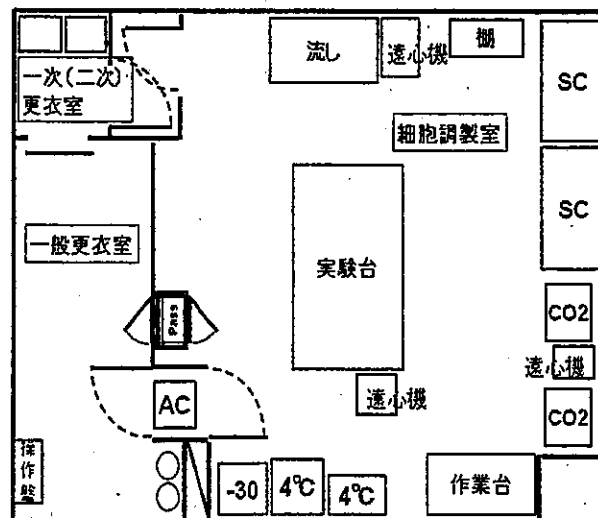 流し
遠心機
棚
SC
一次(二次)
更衣室
細胞調製室
SC
一般更衣室
実験台
Pass
CO2
遠心機
AC
遠心機
CO2
操作盤
-30
4℃
4℃
作業台